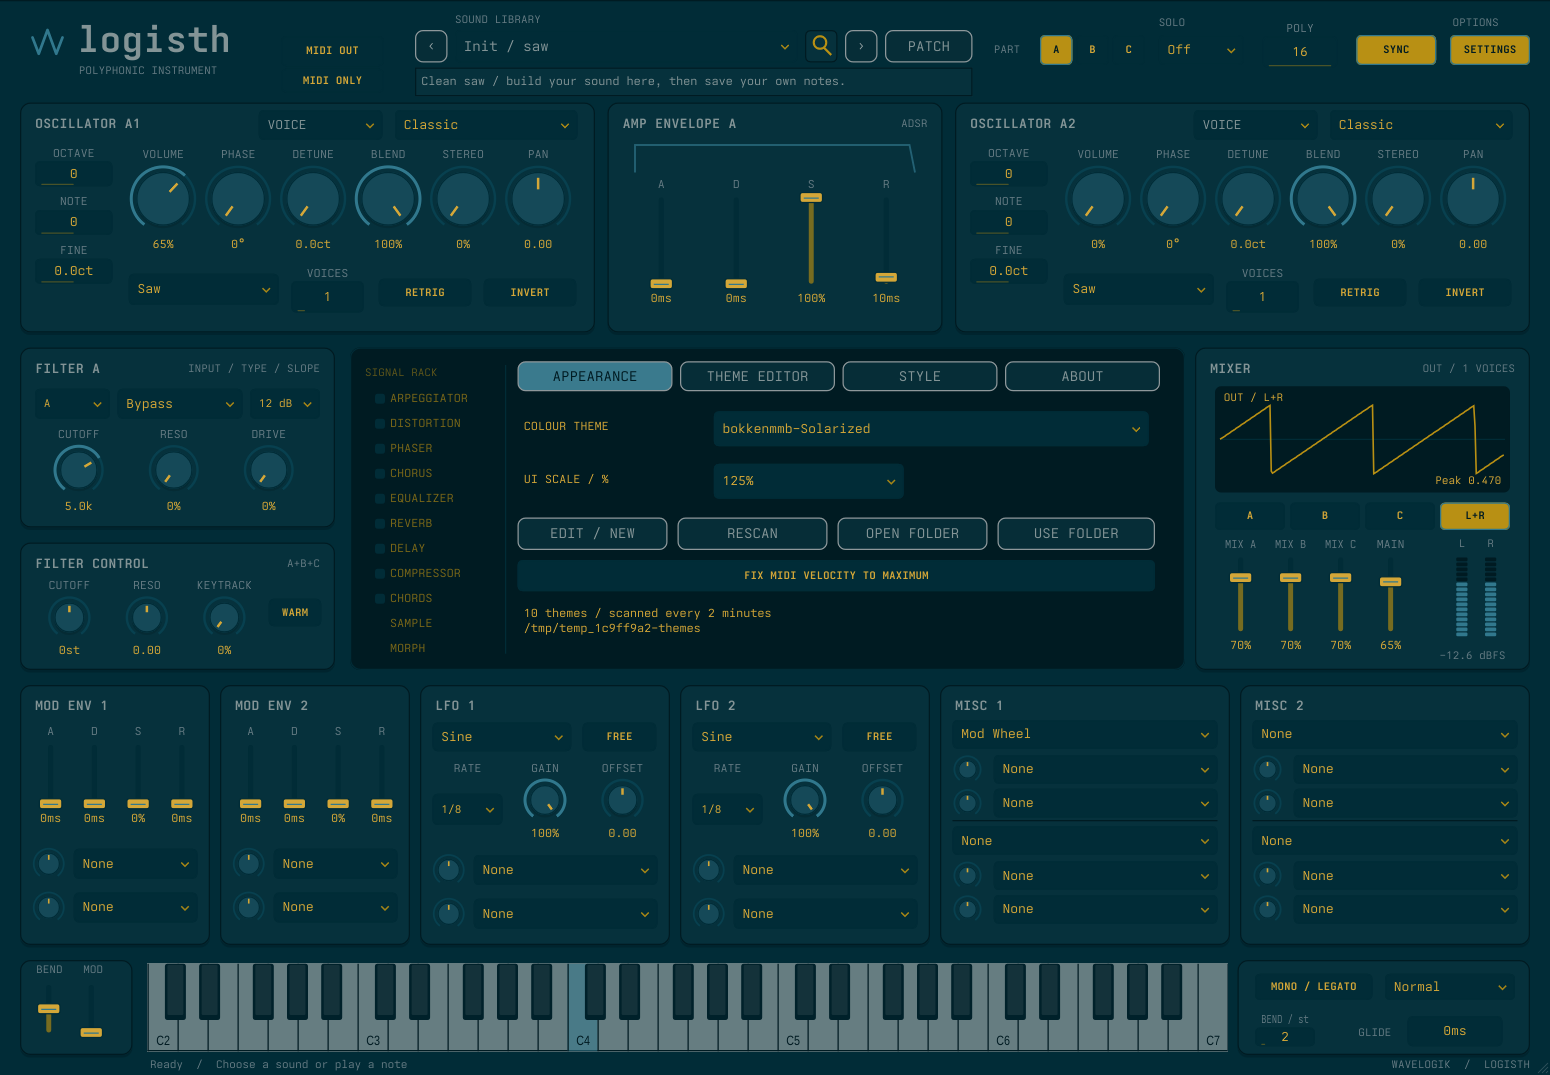 logisth
POLYPHONIC INSTRUMENT
MIDI OUT
MIDI ONLY
SOUND LIBRARY
‹
Init / saw
›
PATCH
Clean saw / build your sound here, then save your own notes.
PART
A B C
SOLO
Off
POLY
16
OPTIONS
SYNC
SETTINGS
OSCILLATOR A1
VOICE
Classic
OCTAVE
0
NOTE
0
FINE
0.0ct
VOLUME PHASE DETUNE BLEND STEREO PAN
65% 0° 0.0ct 100% 0% 0.00
Saw
VOICES
1
RETRIG
INVERT
AMP ENVELOPE A
ADSR
A D S R
0ms 0ms 100% 10ms
OSCILLATOR A2
VOICE
Classic
OCTAVE
0
NOTE
0
FINE
0.0ct
VOLUME PHASE DETUNE BLEND STEREO PAN
0% 0° 0.0ct 100% 0% 0.00
Saw
VOICES
1
RETRIG
INVERT
FILTER A
INPUT / TYPE / SLOPE
A
Bypass
12 dB
CUTOFF RESO DRIVE
5.0k 0% 0%
FILTER CONTROL
A+B+C
CUTOFF RESO KEYTRACK
WARM
0st 0.00 0%
SIGNAL RACK
ARPEGGIATOR
DISTORTION
PHASER
CHORUS
EQUALIZER
REVERB
DELAY
COMPRESSOR
CHORDS
SAMPLE
MORPH
APPEARANCE
THEME EDITOR
STYLE
ABOUT
COLOUR THEME
bokkenmmb-Solarized
UI SCALE / %
125%
EDIT / NEW
RESCAN
OPEN FOLDER
USE FOLDER
FIX MIDI VELOCITY TO MAXIMUM
10 themes / scanned every 2 minutes
/tmp/temp_1c9ff9a2-themes
MIXER
OUT / 1 VOICES
OUT / L+R
Peak 0.470
A B C L+R
MIX A MIX B MIX C MAIN L R
70% 70% 70% 65%
-12.6 dBFS
MOD ENV 1
A D S R
0ms 0ms 0% 0ms
None
None
MOD ENV 2
A D S R
0ms 0ms 0% 0ms
None
None
LFO 1
Sine
FREE
RATE GAIN OFFSET
1/8
100% 0.00
None
None
LFO 2
Sine
FREE
RATE GAIN OFFSET
1/8
100% 0.00
None
None
MISC 1
Mod Wheel
None
None
None
None
None
MISC 2
None
None
None
None
None
None
BEND MOD
C2 C3 C4 C5 C6 C7
MONO / LEGATO
Normal
BEND / st
2
GLIDE
0ms
Ready / Choose a sound or play a note
WAVELOGIK / LOGISTH